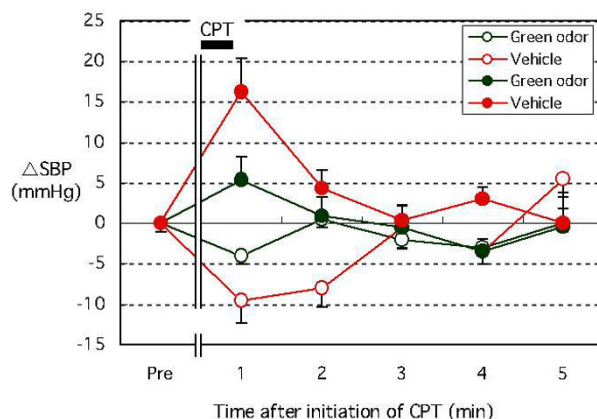 CPT
Green odor
Vehicle
Green odor
Vehicle
△SBP
(mmHg)
25
20
15
10
5
0
-5
-10
-15
Pre 1 2 3 4 5
Time after initiation of CPT (min)